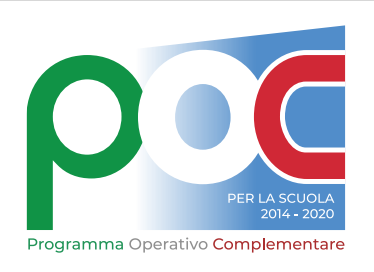 poc
PER LA SCUOLA
2014 - 2020
Programma Operativo Complementare